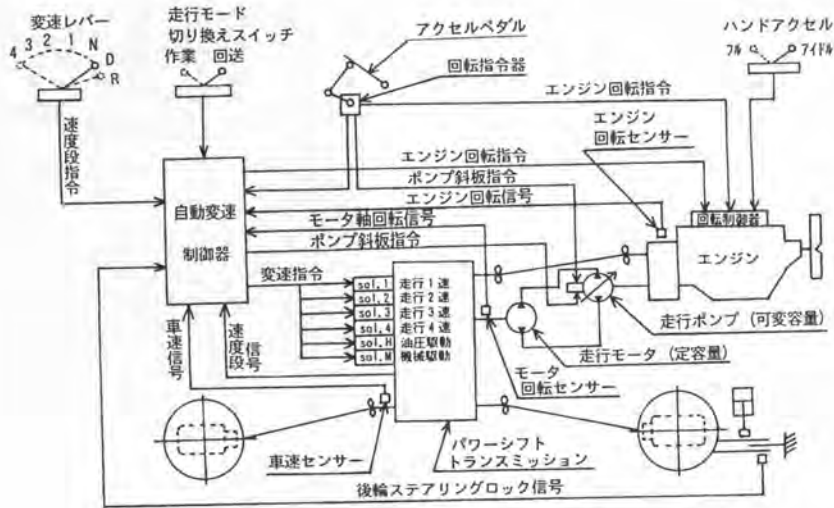 変速レバー
4 3 2 1 N D R
走行モード
切り換えスイッチ
作業 回送
アクセルペダル
回転指令器
ハンドアクセル
フル アイドル
エンジン回転指令
エンジン
回転センサー
速度段指令
エンジン回転指令
ポンプ斜板指令
エンジン回転信号
モータ軸回転信号
ポンプ斜板指令
自動変速
制御器
回転制御器
エンジン
変速指令
sol.1 走行1速
sol.2 走行2速
sol.3 走行3速
sol.4 走行4速
sol.H 油圧駆動
sol.M 機械駆動
走行ポンプ(可変容量)
走行モータ(定容量)
モータ
回転センサー
車速信号
速度段
信号
車速センサー
パワーシフト
トランスミッション
後輪ステアリングロック信号